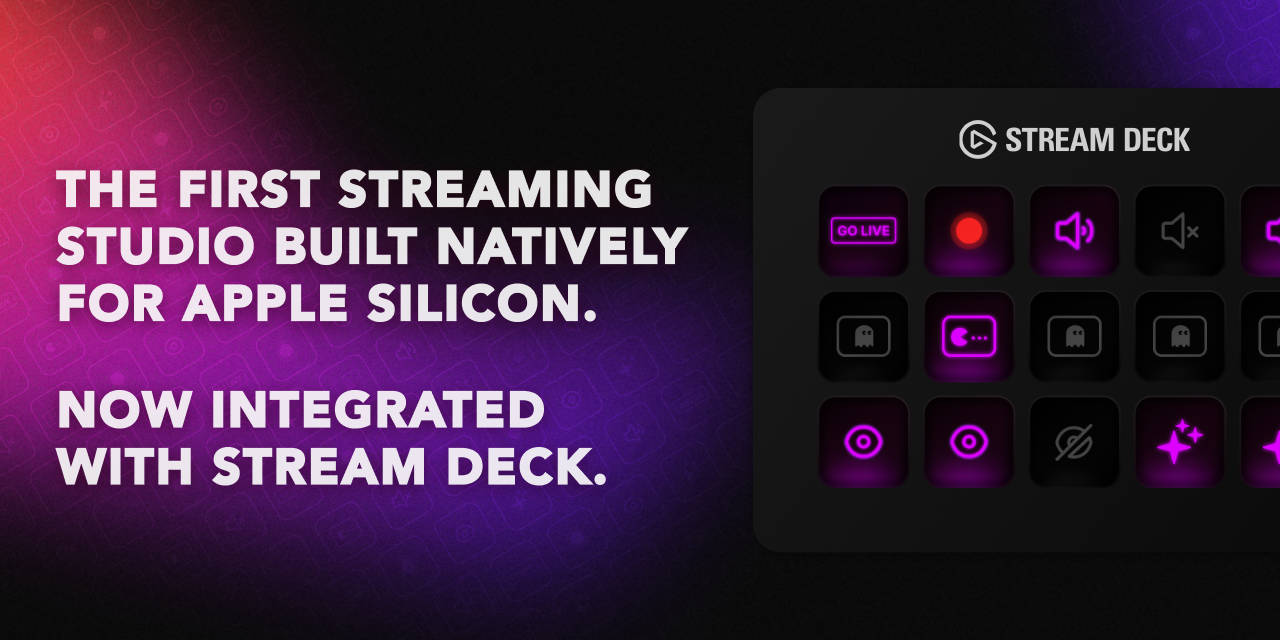 THE FIRST STREAMING
STUDIO BUILT NATIVELY
FOR APPLE SILICON.
NOW INTEGRATED
WITH STREAM DECK.
STREAM DECK
GO LIVE